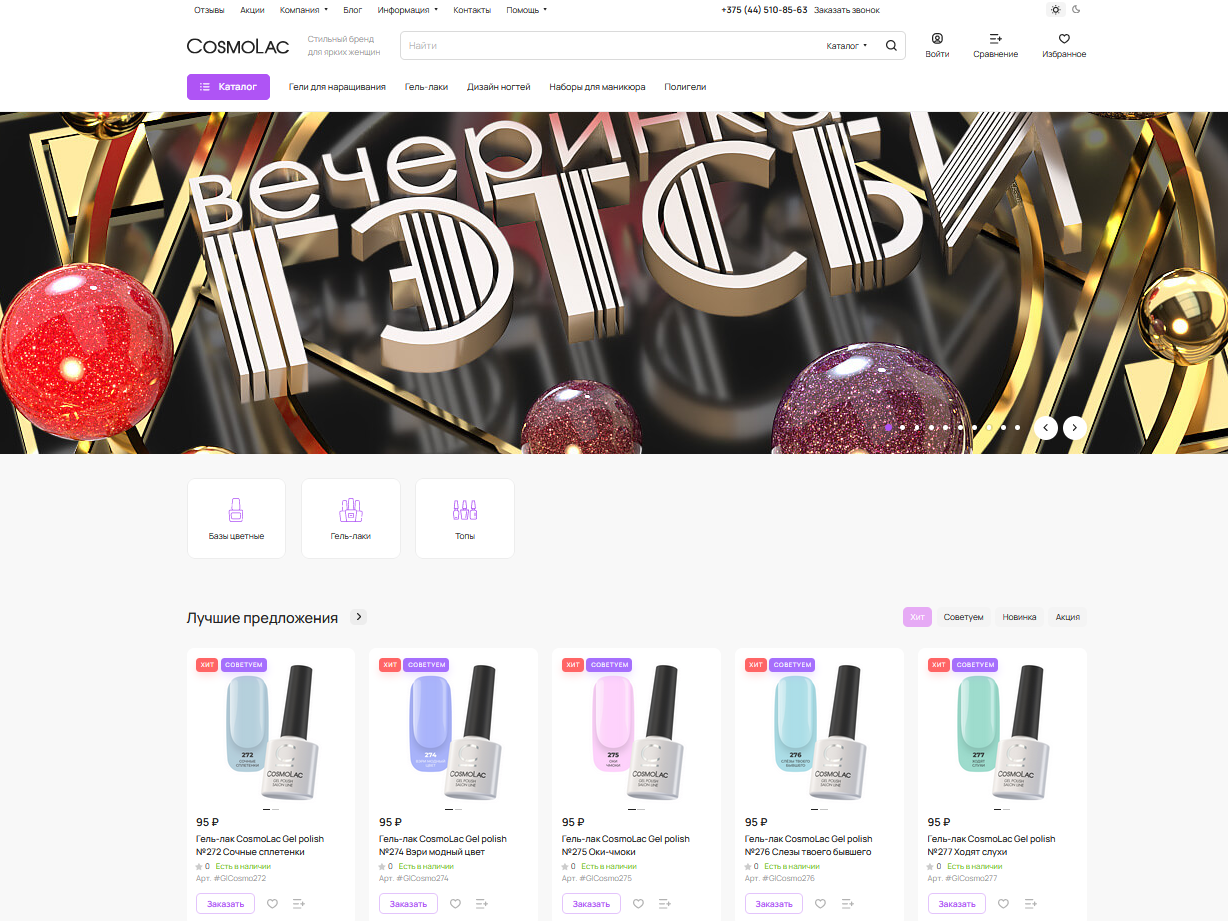 Отзывы Акции Компания Блог Информация Контакты Помощь +375 (44) 510-85-63 Заказать звонок
COSMOLAC
Стильный бренд
для ярких женщин
Найти Каталог
Войти Сравнение Избранное
Каталог Гели для наращивания Гель-лаки Дизайн ногтей Наборы для маникюра Полигели
вечеринка
ГЭТСБИ
Базы цветные Гель-лаки Топы
Лучшие предложения Хит Советуем Новинка Акция
ХИТ СОВЕТУЕМ ХИТ СОВЕТУЕМ ХИТ СОВЕТУЕМ ХИТ СОВЕТУЕМ ХИТ СОВЕТУЕМ
272 274 275 276 277
СОЧНЫЕ СПЛЕТЕНКИ ВЭРИ МОДНЫЙ ЦВЕТ ОКИ ЧМОКИ СЛЕЗЫ ТВОЕГО БЫВШЕГО ХОДЯТ СЛУХИ
COSMOLAC COSMOLAC COSMOLAC COSMOLAC COSMOLAC
GEL POLISH GEL POLISH GEL POLISH GEL POLISH GEL POLISH
SALON LINE SALON LINE SALON LINE SALON LINE SALON LINE
95 ₽ 95 ₽ 95 ₽ 95 ₽ 95 ₽
Гель-лак CosmoLac Gel polish Гель-лак CosmoLac Gel polish Гель-лак CosmoLac Gel polish Гель-лак CosmoLac Gel polish Гель-лак CosmoLac Gel polish
№272 Сочные сплетенки №274 Вэри модный цвет №275 Оки-чмоки №276 Слезы твоего бывшего №277 Ходят слухи
0 Есть в наличии 0 Есть в наличии 0 Есть в наличии 0 Есть в наличии 0 Есть в наличии
Арт. #GlCosmo272 Арт. #GlCosmo274 Арт. #GlCosmo275 Арт. #GlCosmo276 Арт. #GlCosmo277
Заказать Заказать Заказать Заказать Заказать